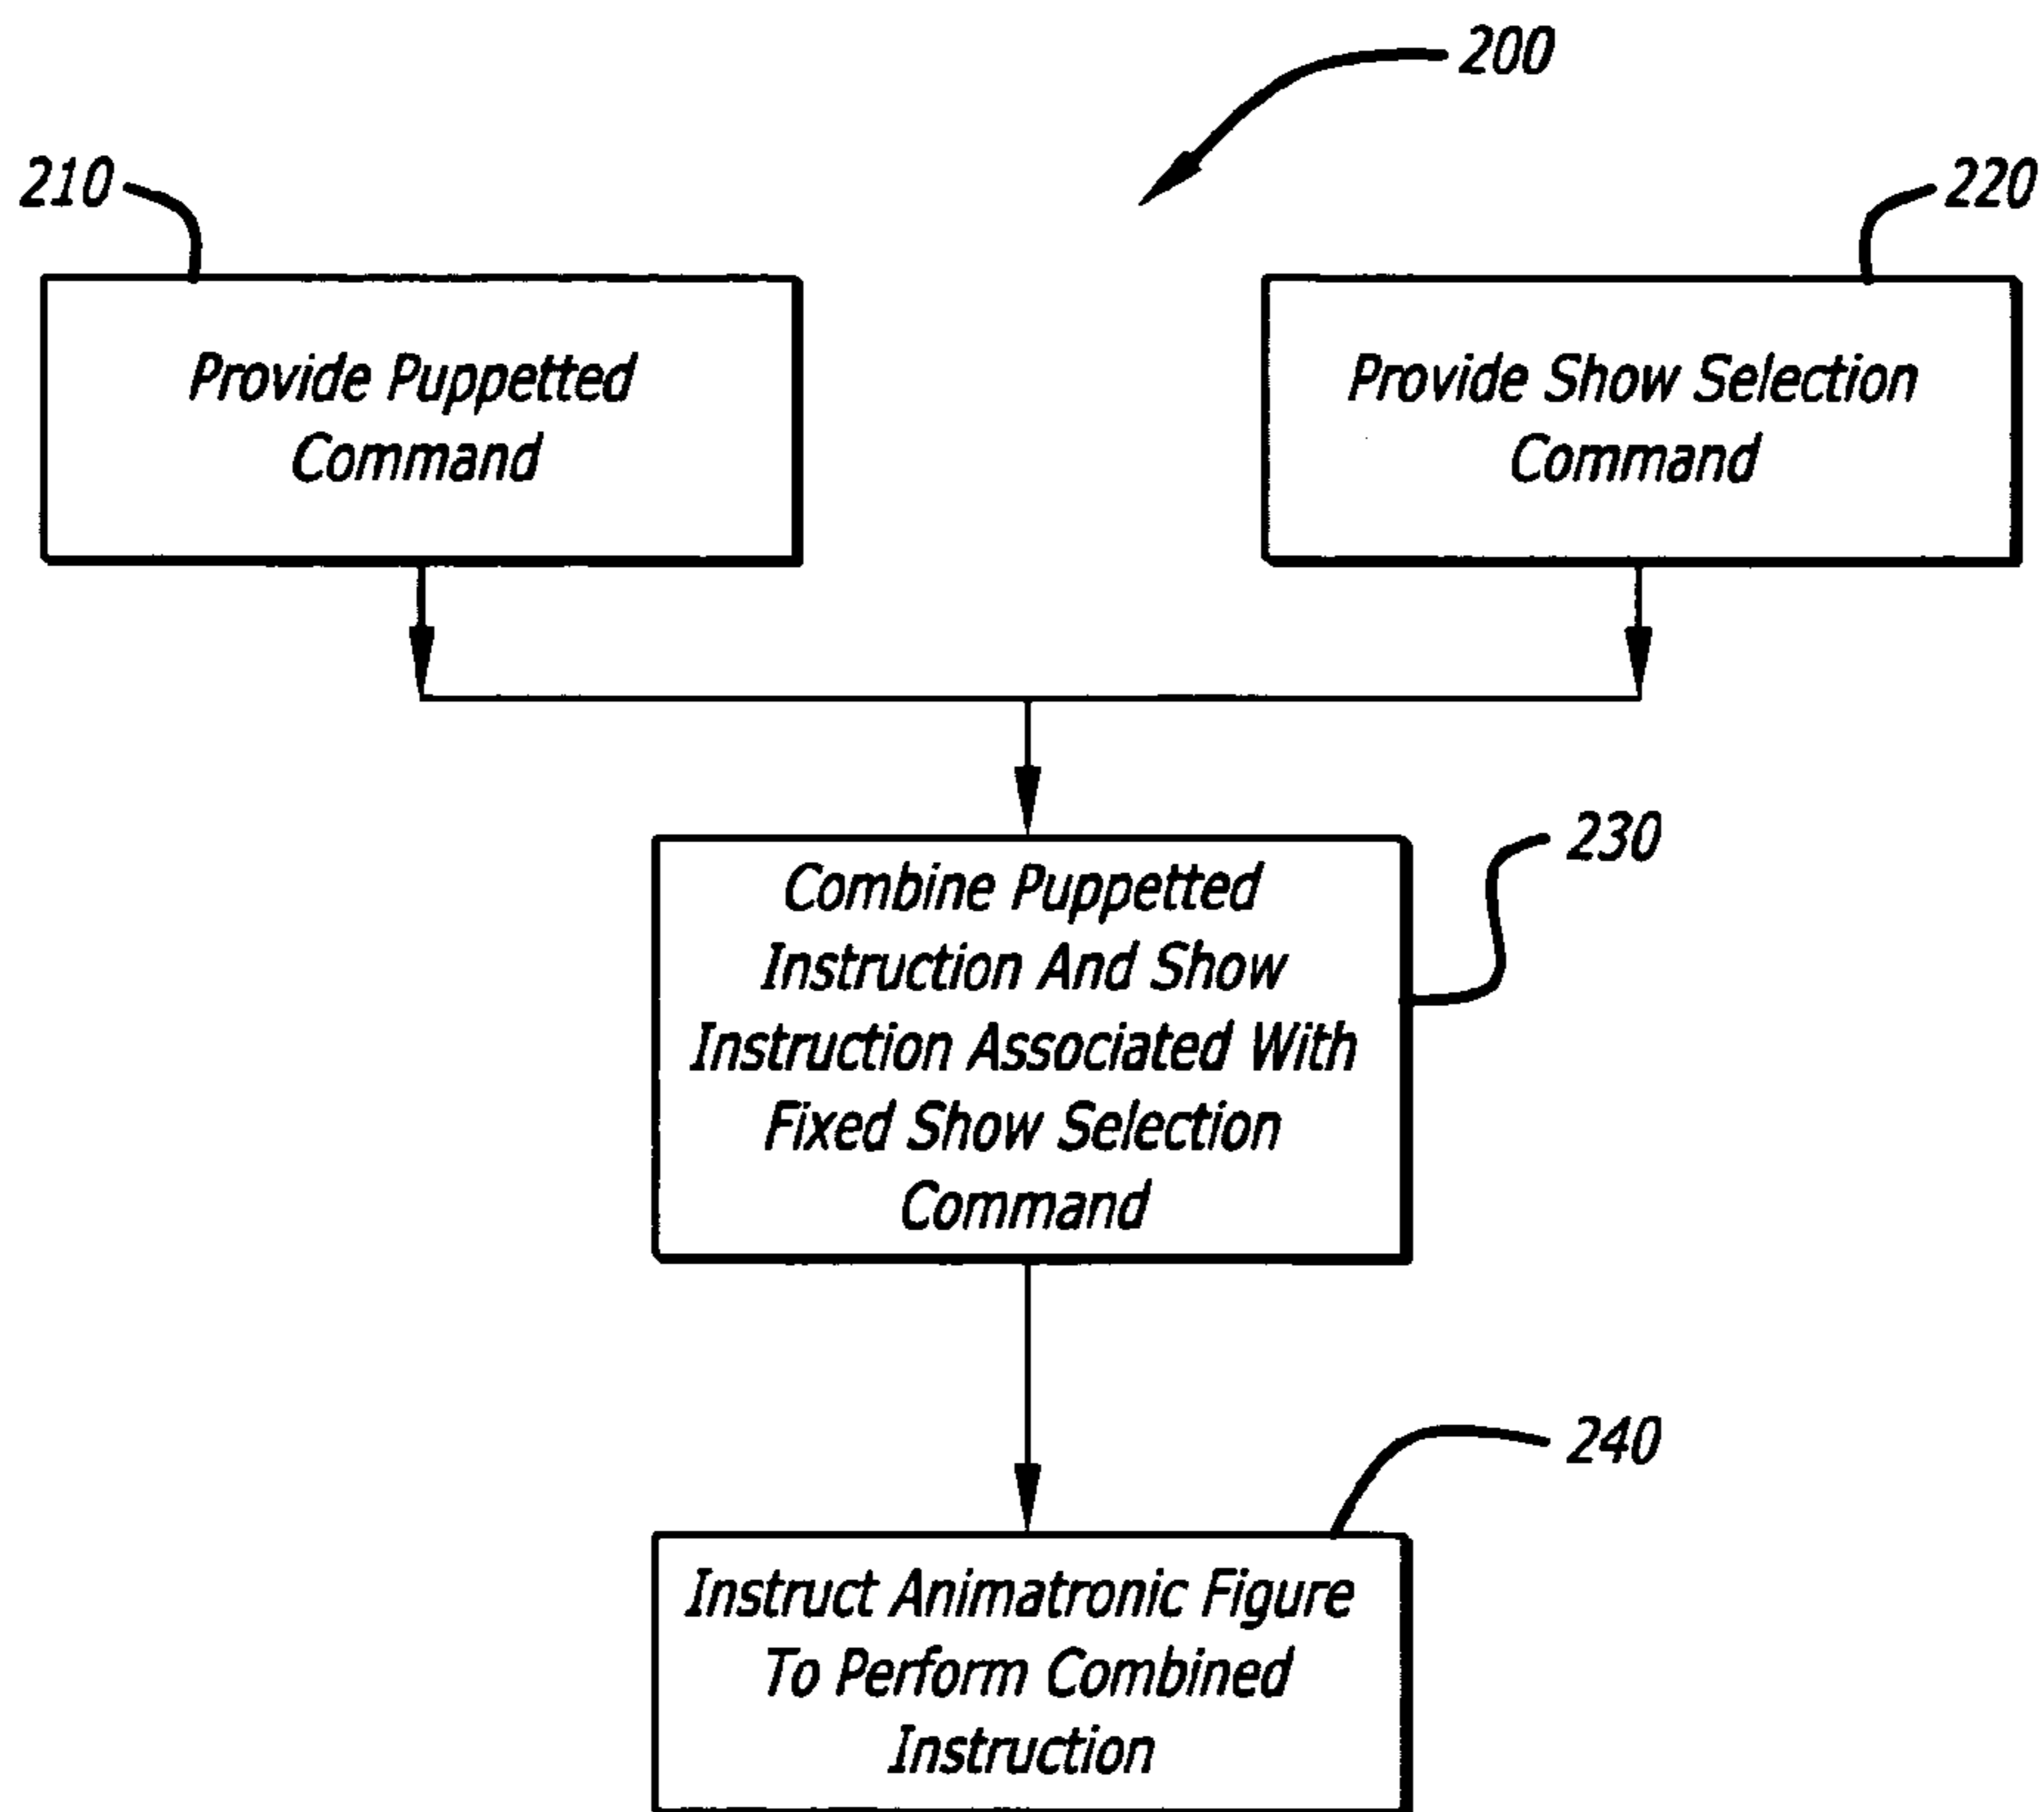 200
210
220
Provide Puppetted
Command
Provide Show Selection
Command
230
Combine Puppetted
Instruction And Show
Instruction Associated With
Fixed Show Selection
Command
240
Instruct Animatronic Figure
To Perform Combined
Instruction